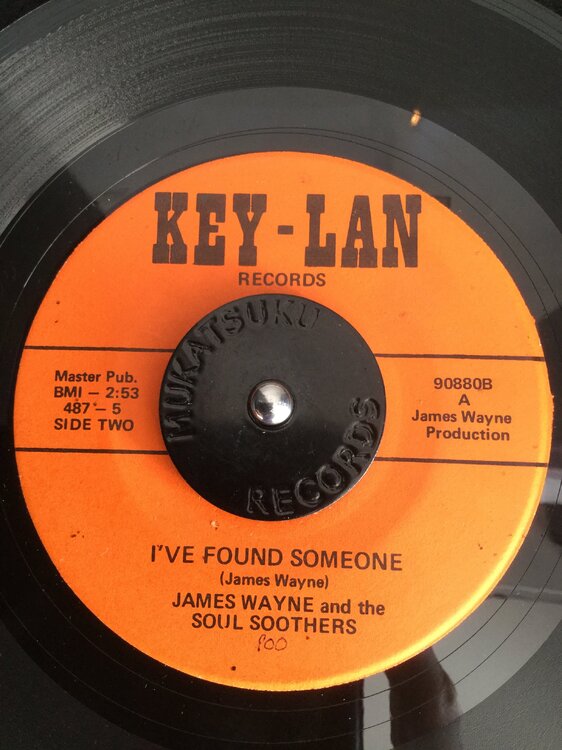 KEY-LAN
RECORDS
Master Pub.
BMI – 2:53
487 – 5
SIDE TWO
MUKATSUKU
RECORDS
90880B
A
James Wayne
Production
I'VE FOUND SOMEONE
(James Wayne)
JAMES WAYNE and the
SOUL SOOTHERS